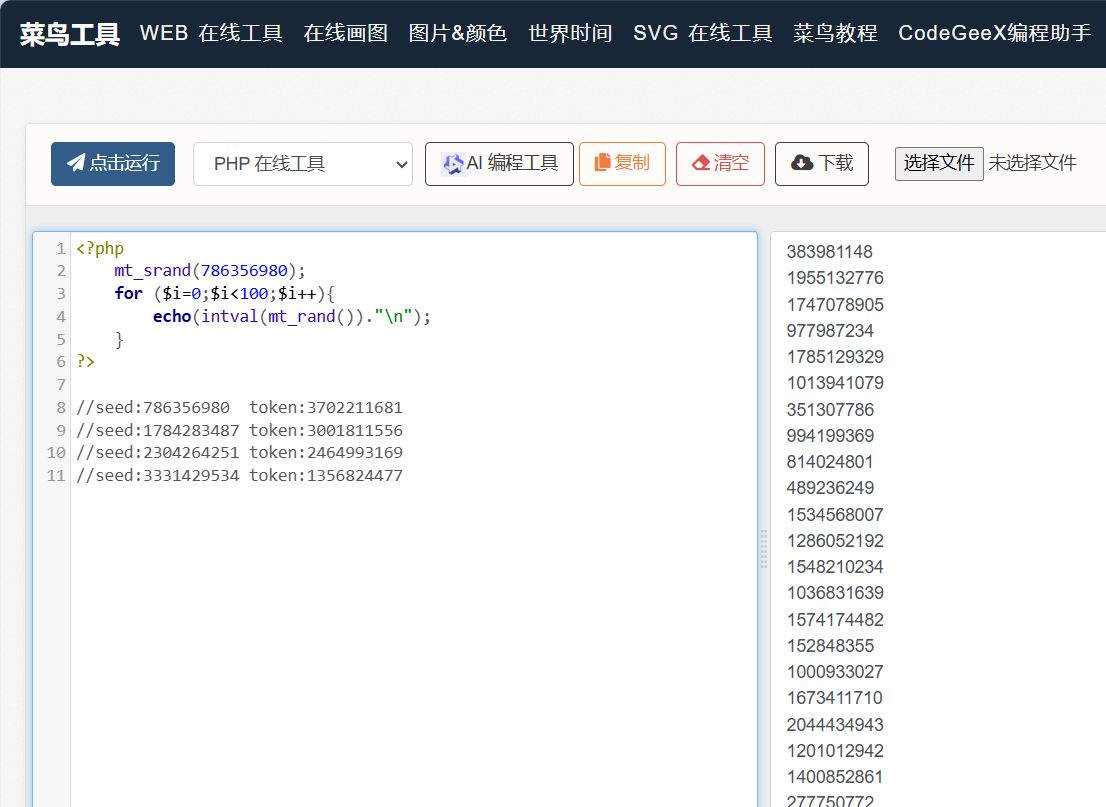 菜鸟工具 WEB 在线工具 在线画图 图片&颜色 世界时间 SVG 在线工具 菜鸟教程 CodeGeeX编程助手
点击运行 PHP 在线工具 AI 编程工具 复制 清空 下载 选择文件 未选择文件
1 <?php
2 mt_srand(786356980);
3 for ($i=0;$i<100;$i++){
4 echo(intval(mt_rand())."\n");
5 }
6 ?>
7
8 //seed:786356980  token:3702211681
9 //seed:1784283487 token:3001811556
10 //seed:2304264251 token:2464993169
11 //seed:3331429534 token:1356824477
383981148
1955132776
1747078905
977987234
1785129329
1013941079
351307786
994199369
814024801
489236249
1534568007
1286052192
1548210234
1036831639
1574174482
152848355
1000933027
1673411710
2044434943
1201012942
1400852861
277750772